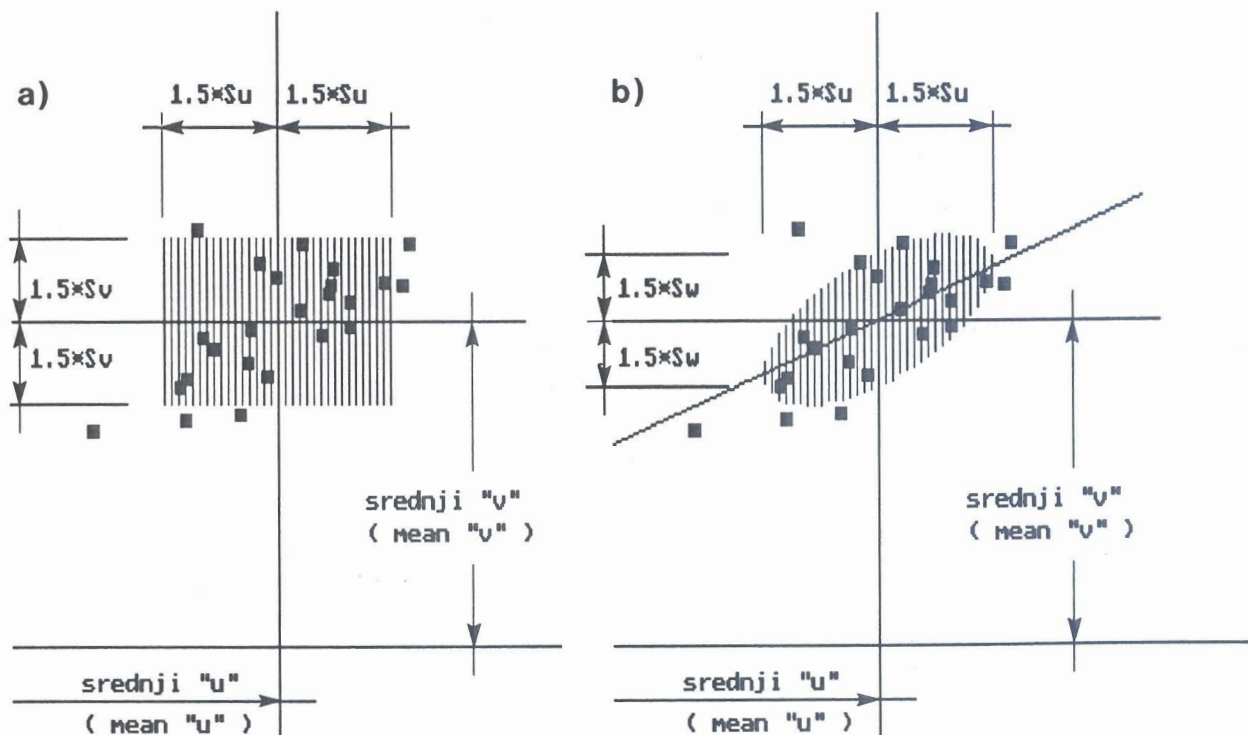 a)
1.5*Su 1.5*Su
1.5*Sv
1.5*Sv
srednji "v"
( mean "v" )
srednji "u"
( mean "u" )
b)
1.5*Su 1.5*Su
1.5*Sw
1.5*Sw
srednji "v"
( mean "v" )
srednji "u"
( mean "u" )